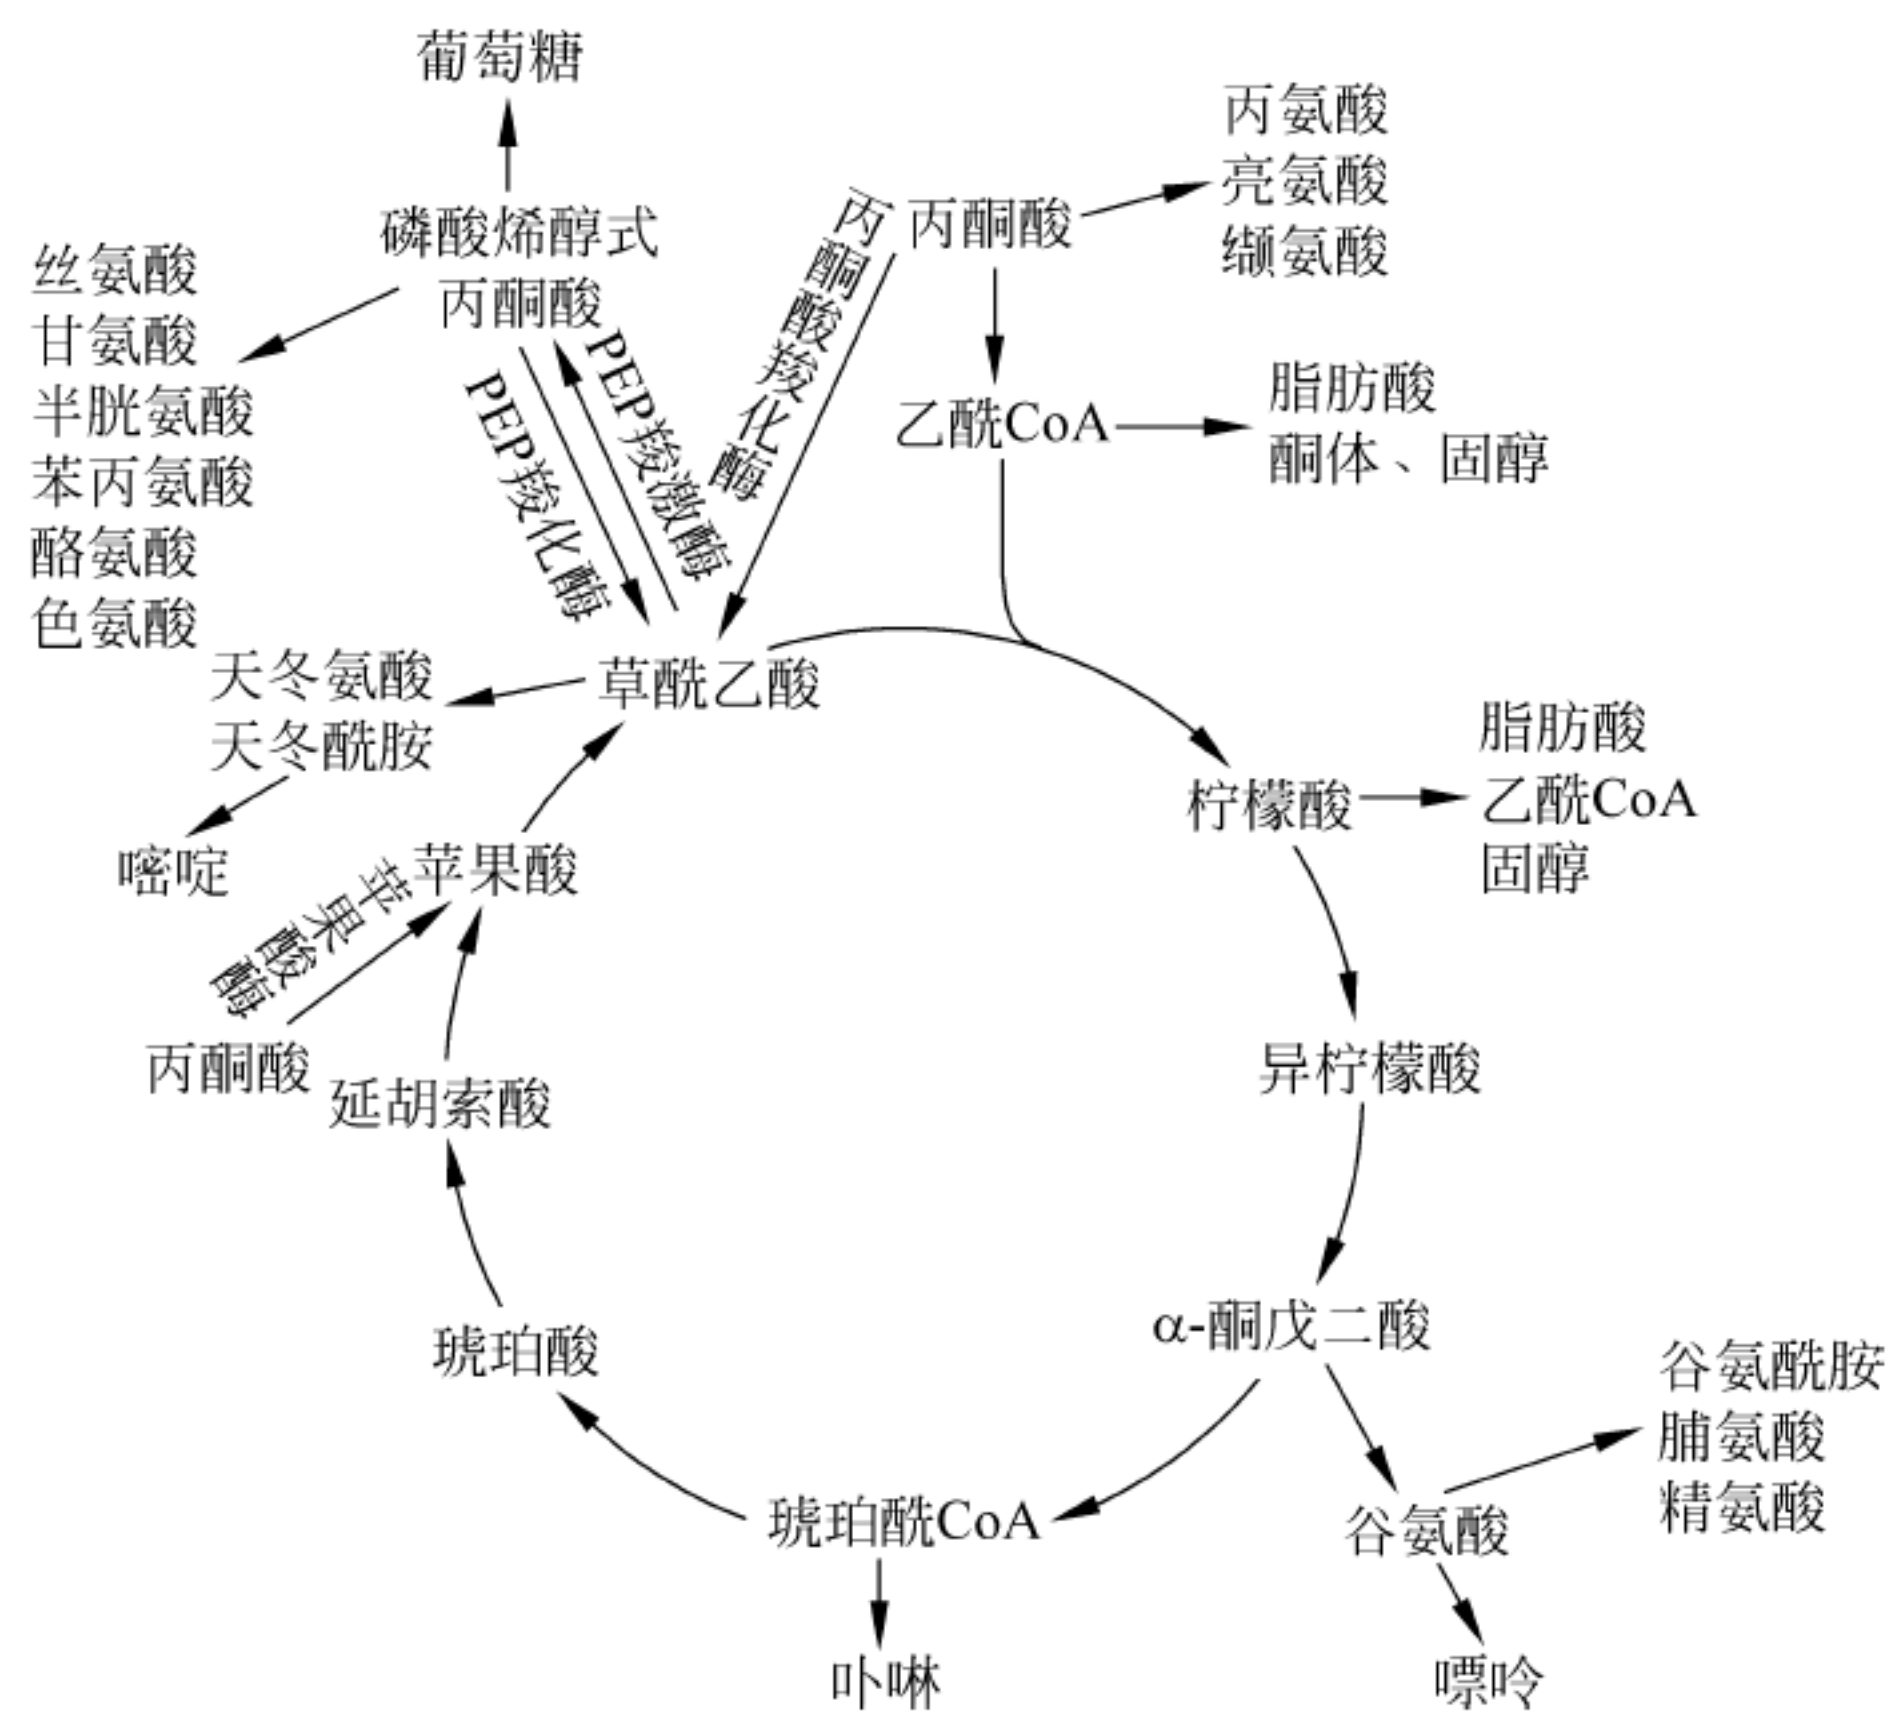 葡萄糖
磷酸烯醇式
丙酮酸
丝氨酸
甘氨酸
半胱氨酸
苯丙氨酸
酪氨酸
色氨酸
PEP羧化酶
PEP羧激酶
丙酮酸羧化酶
丙酮酸
丙氨酸
亮氨酸
缬氨酸
乙酰CoA
脂肪酸
酮体、固醇
天冬氨酸
天冬酰胺
嘧啶
草酰乙酸
柠檬酸
脂肪酸
乙酰CoA
固醇
苹果酸
苹果酸酶
丙酮酸
延胡索酸
异柠檬酸
琥珀酸
α-酮戊二酸
谷氨酰胺
脯氨酸
精氨酸
琥珀酰CoA
谷氨酸
卟啉
嘌呤